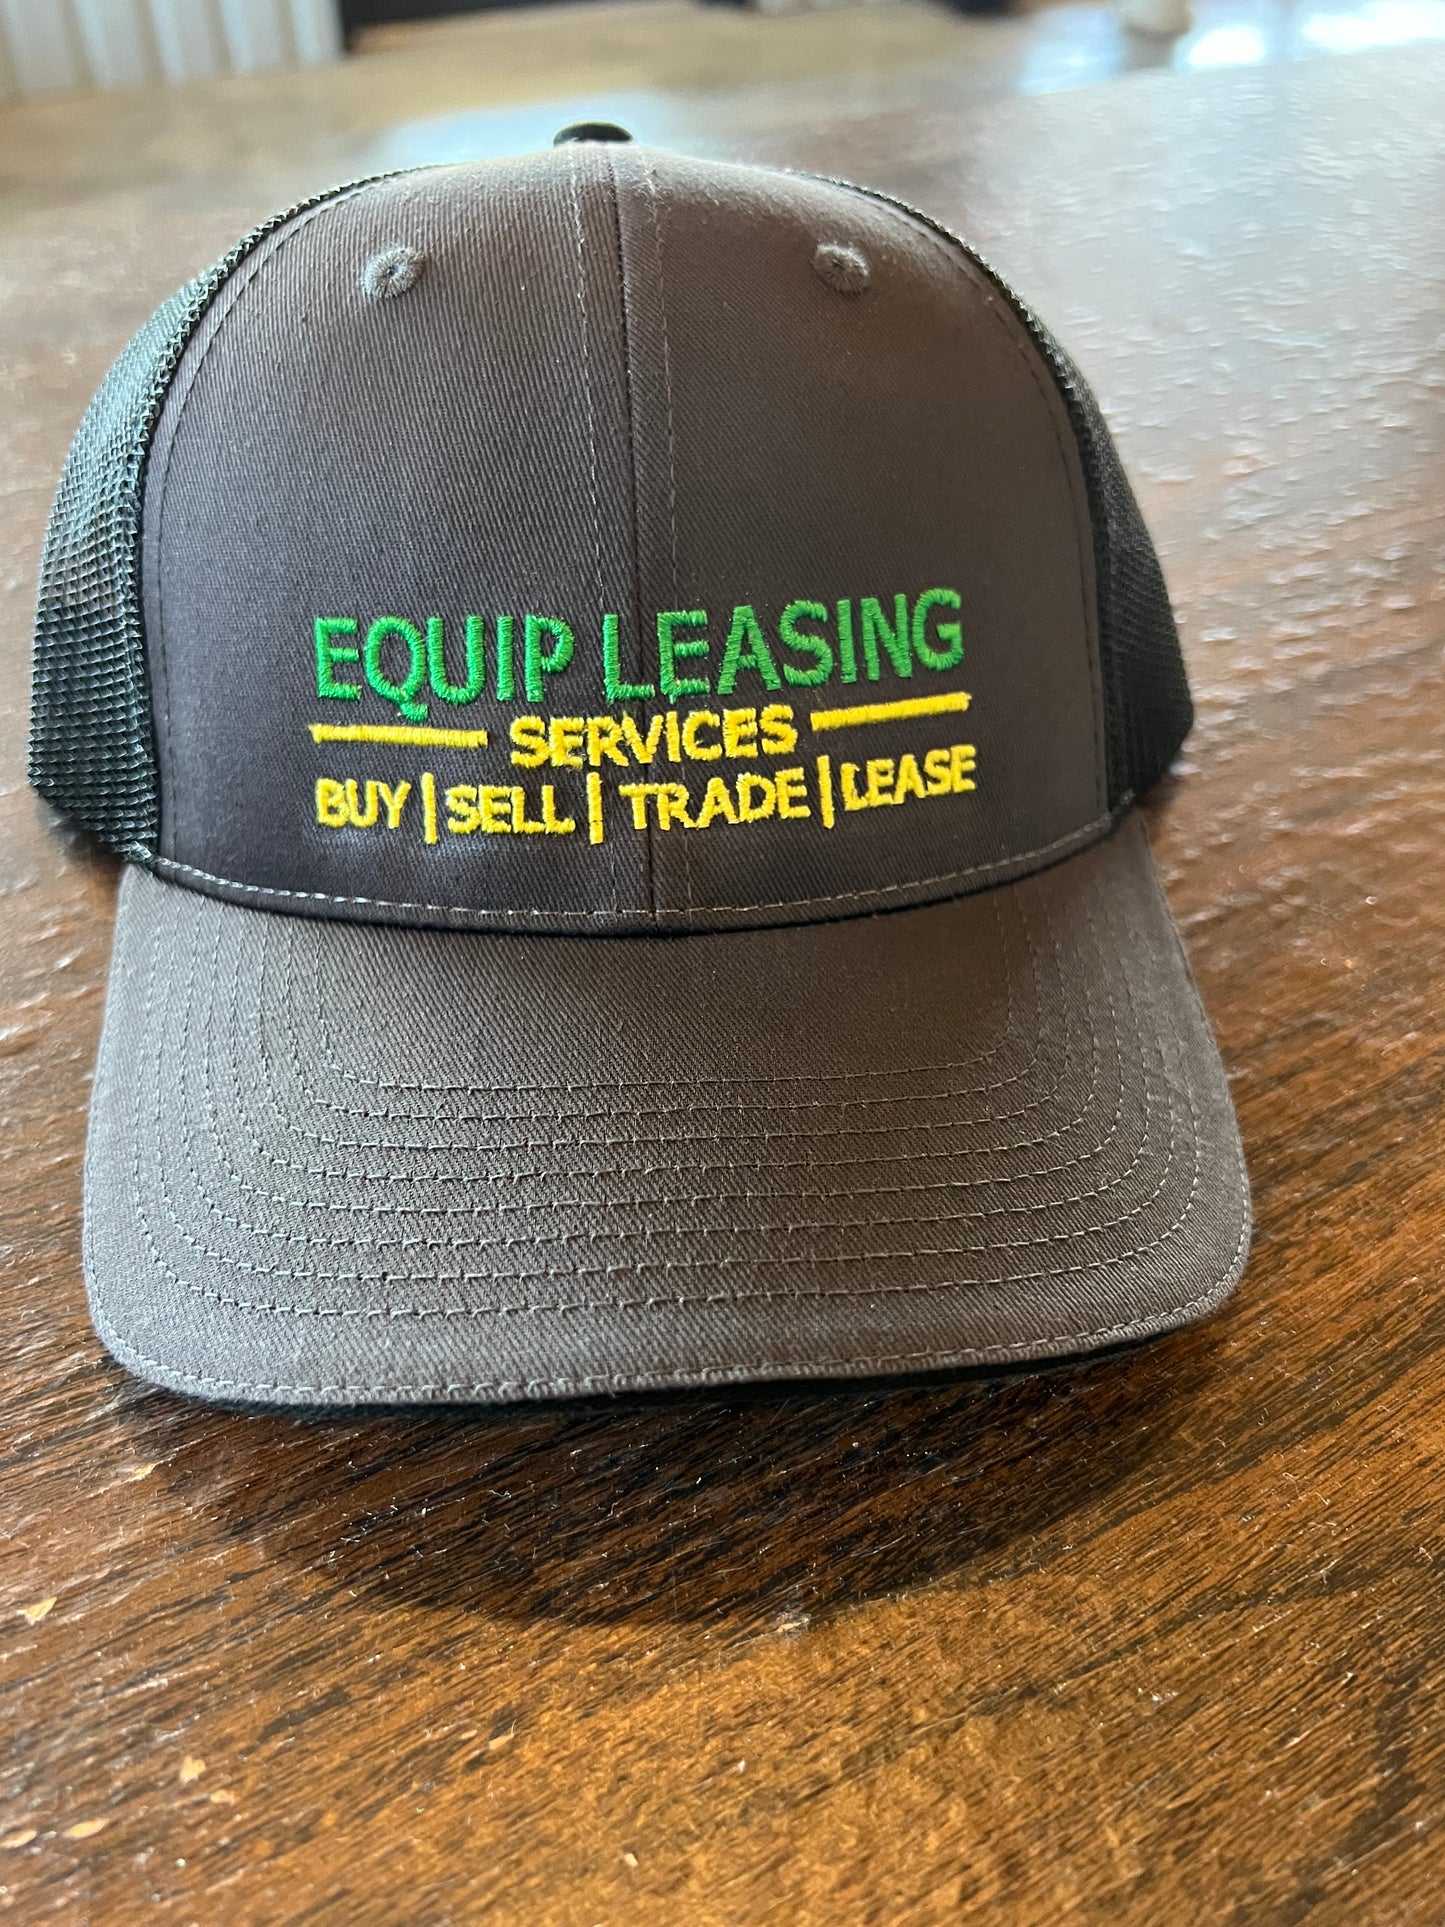 EQUIP LEASING
SERVICES
BUY | SELL | TRADE | LEASE